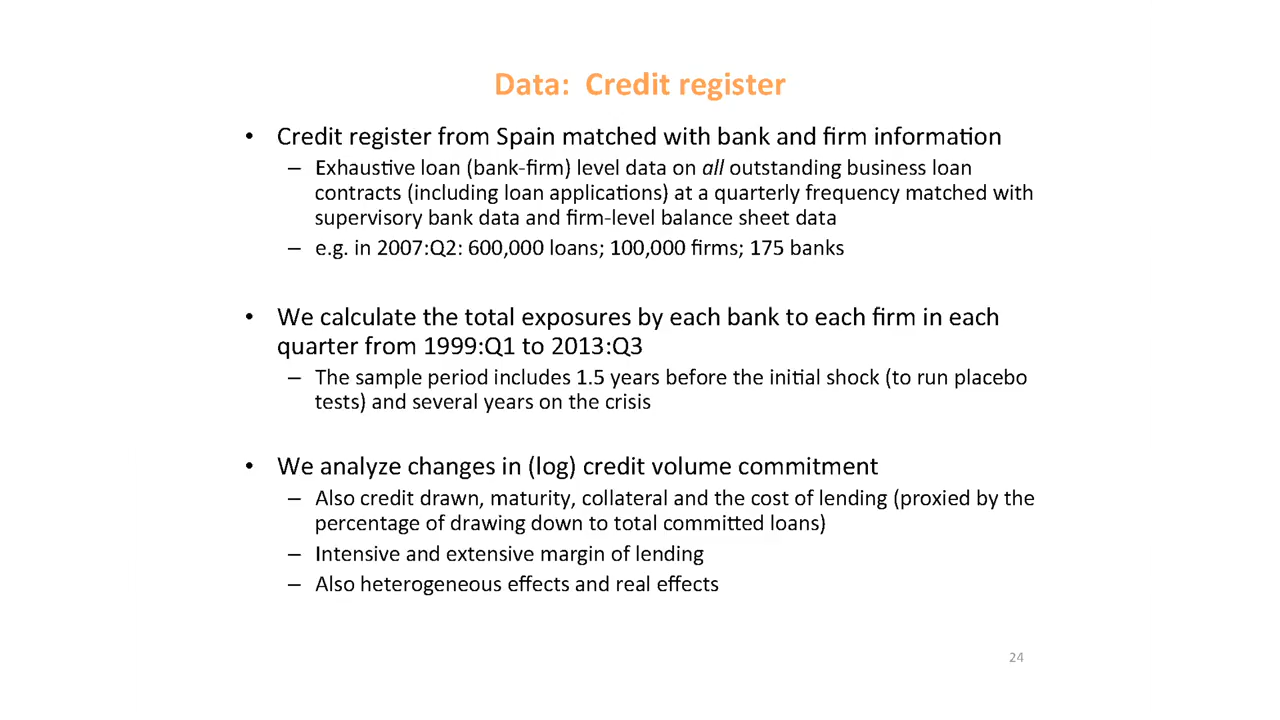 Data:  Credit register
• Credit register from Spain matched with bank and firm information
– Exhaustive loan (bank-firm) level data on all outstanding business loan
contracts (including loan applications) at a quarterly frequency matched with
supervisory bank data and firm-level balance sheet data
– e.g. in 2007:Q2: 600,000 loans; 100,000 firms; 175 banks
• We calculate the total exposures by each bank to each firm in each
quarter from 1999:Q1 to 2013:Q3
– The sample period includes 1.5 years before the initial shock (to run placebo
tests) and several years on the crisis
• We analyze changes in (log) credit volume commitment
– Also credit drawn, maturity, collateral and the cost of lending (proxied by the
percentage of drawing down to total committed loans)
– Intensive and extensive margin of lending
– Also heterogeneous effects and real effects
24